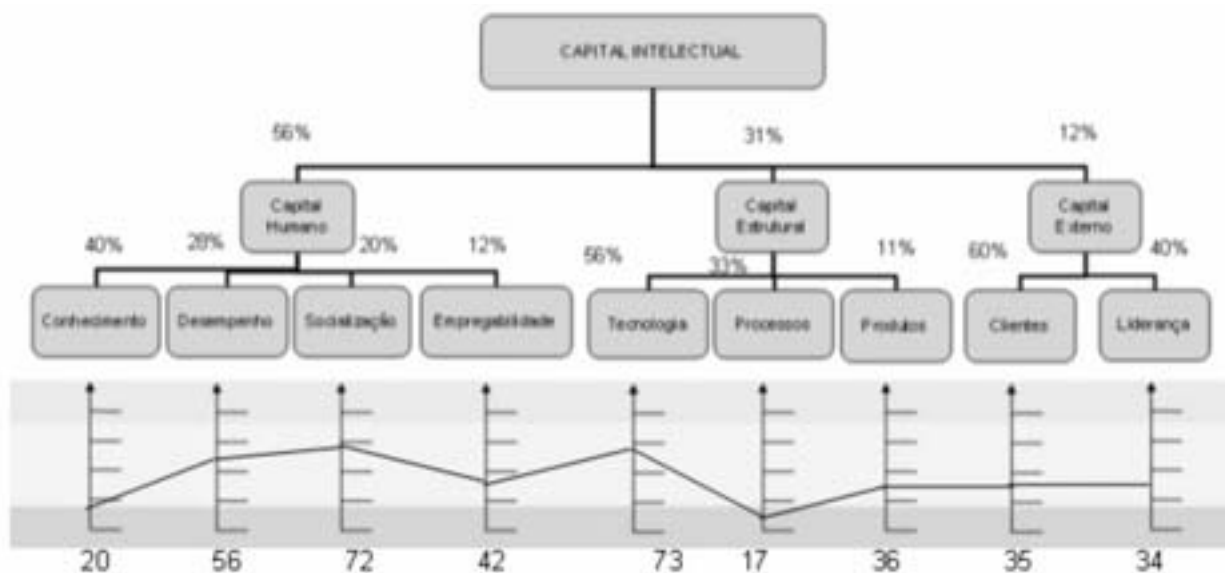 CAPITAL INTELECTUAL
56% 31% 12%
Capital
Humano
Capital
Estrutural
Capital
Externo
40% 28% 20% 12% 56% 33% 11% 60% 40%
Conhecimento Desempenho Socialização Empregabilidade Tecnologia Processos Produtos Clientes Liderança
20 56 72 42 73 17 36 35 34